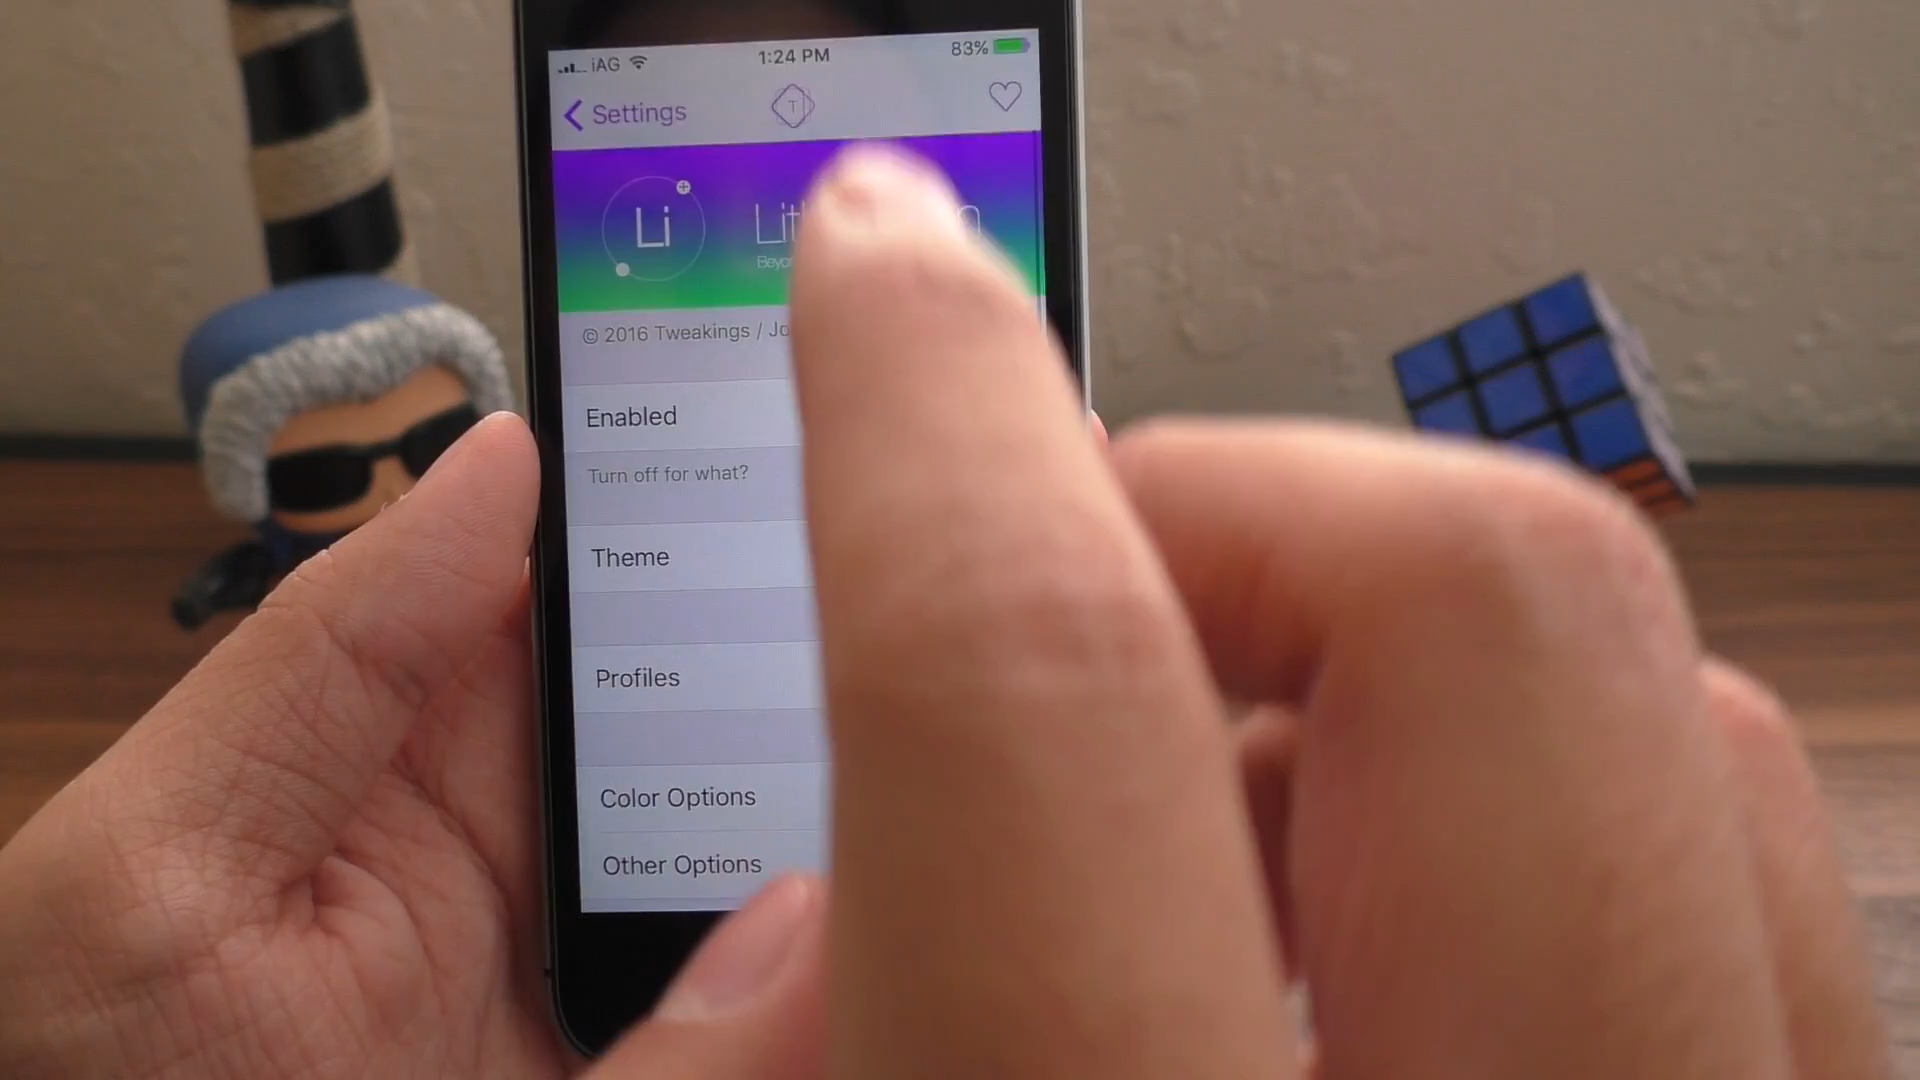 iAG 1:24 PM 83%
Settings T
Li
© 2016 Tweakings /
Enabled
Turn off for what?
Theme
Profiles
Color Options
Other Options